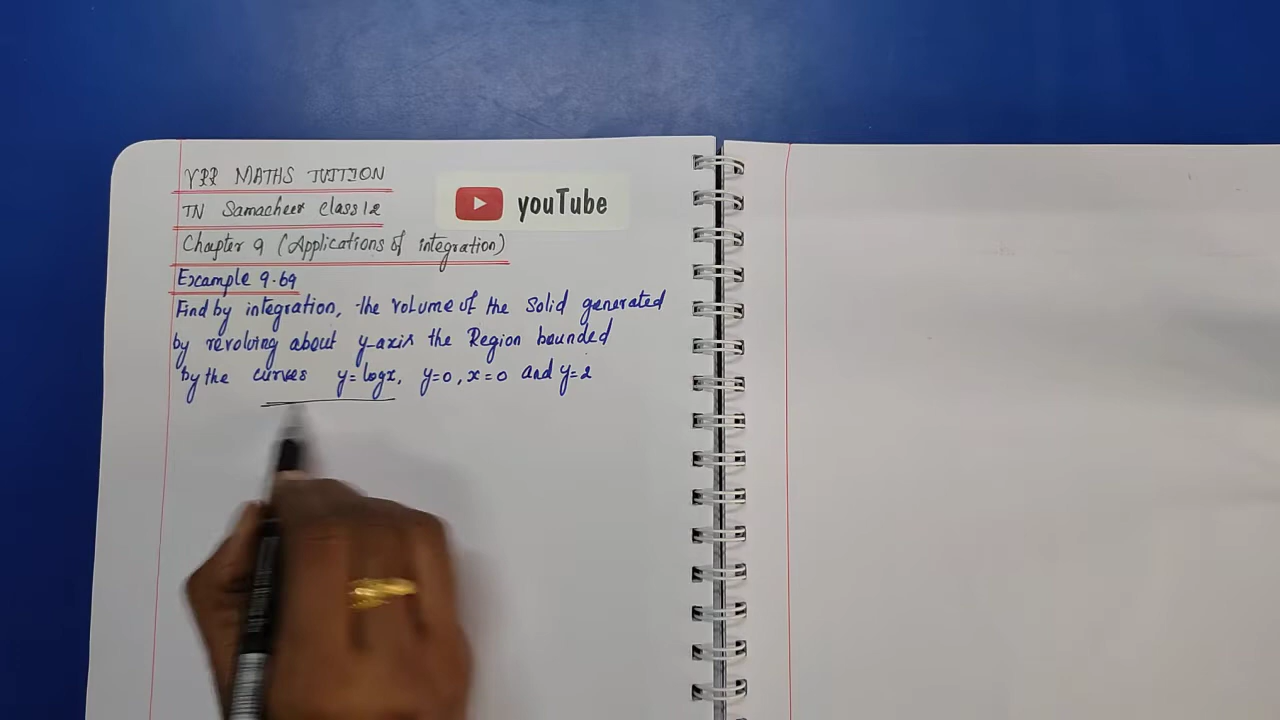 YRR MATHS TUITION
youTube
TN Samacheer Class 12
Chapter 9 (Applications of integration)
Example 9.69
Find by integration, the volume of the solid generated
by revolving about y-axis the Region bounded
by the curves y=logx, y=0, x=0 and y=2